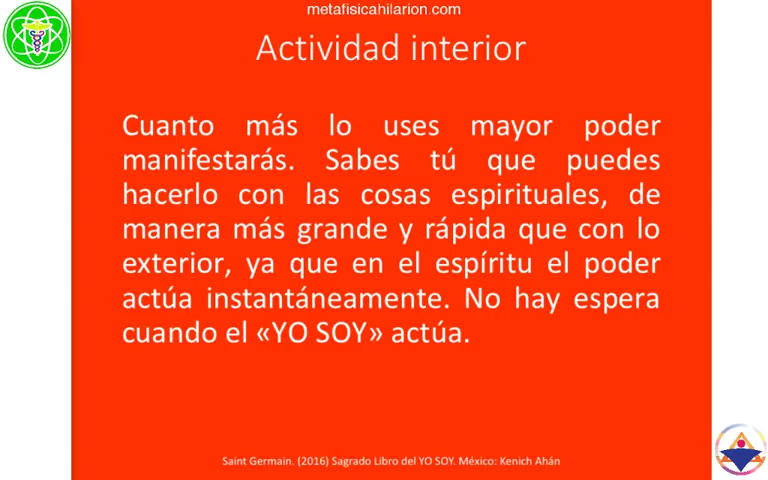 metafisicahilarion.com
Actividad interior
Cuanto más lo uses mayor poder
manifestarás. Sabes tú que puedes
hacerlo con las cosas espirituales, de
manera más grande y rápida que con lo
exterior, ya que en el espíritu el poder
actúa instantáneamente. No hay espera
cuando el «YO SOY» actúa.
Saint Germain. (2016) Sagrado Libro del YO SOY. México: Kenich Ahán